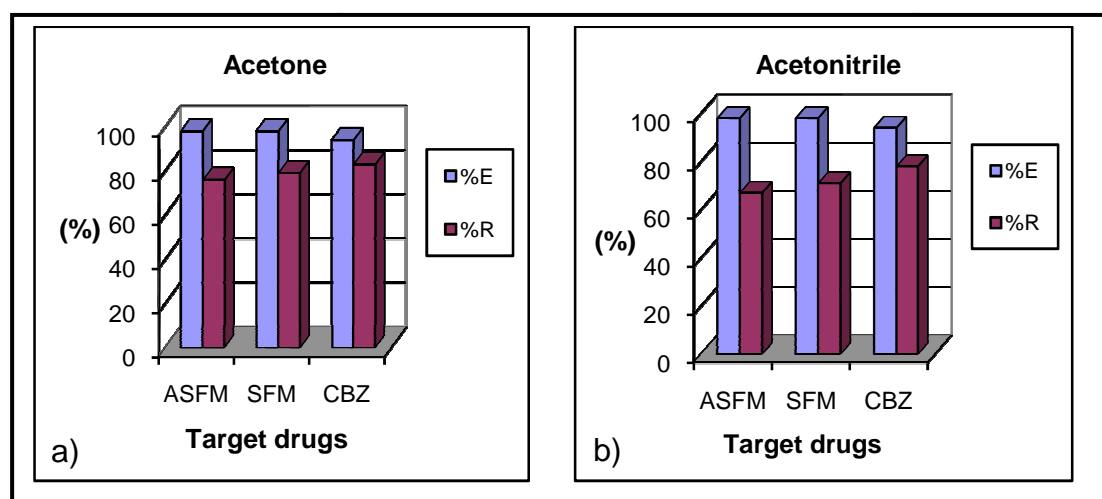 Acetone
100
80
60
40
20
0
(%)
ASFM SFM CBZ
Target drugs
%E
%R
a)
Acetonitrile
100
80
60
40
20
0
(%)
ASFM SFM CBZ
Target drugs
%E
%R
b)